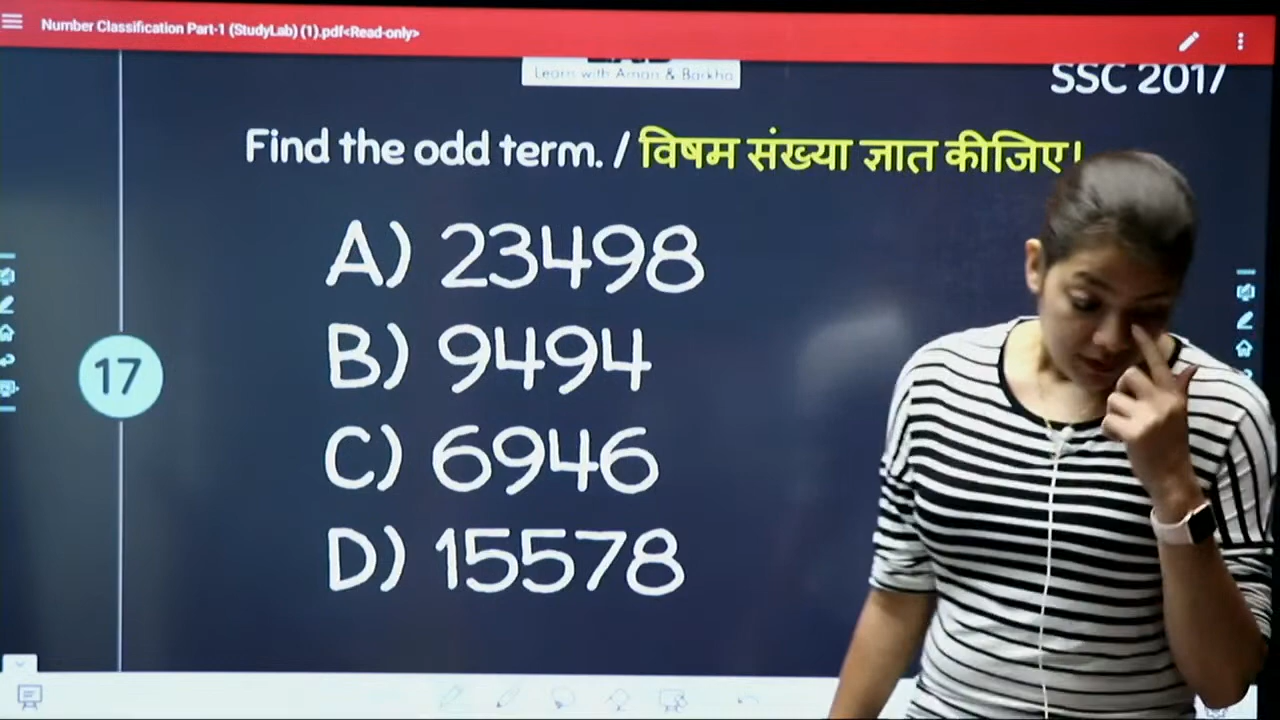 Number Classification Part-1 (StudyLab) (1).pdf<Read-only>
Learn with Aman & Barkha
SSC 2017
Find the odd term. / विषम संख्या ज्ञात कीजिए।
A) 23498
B) 9494
17
C) 6946
D) 15578